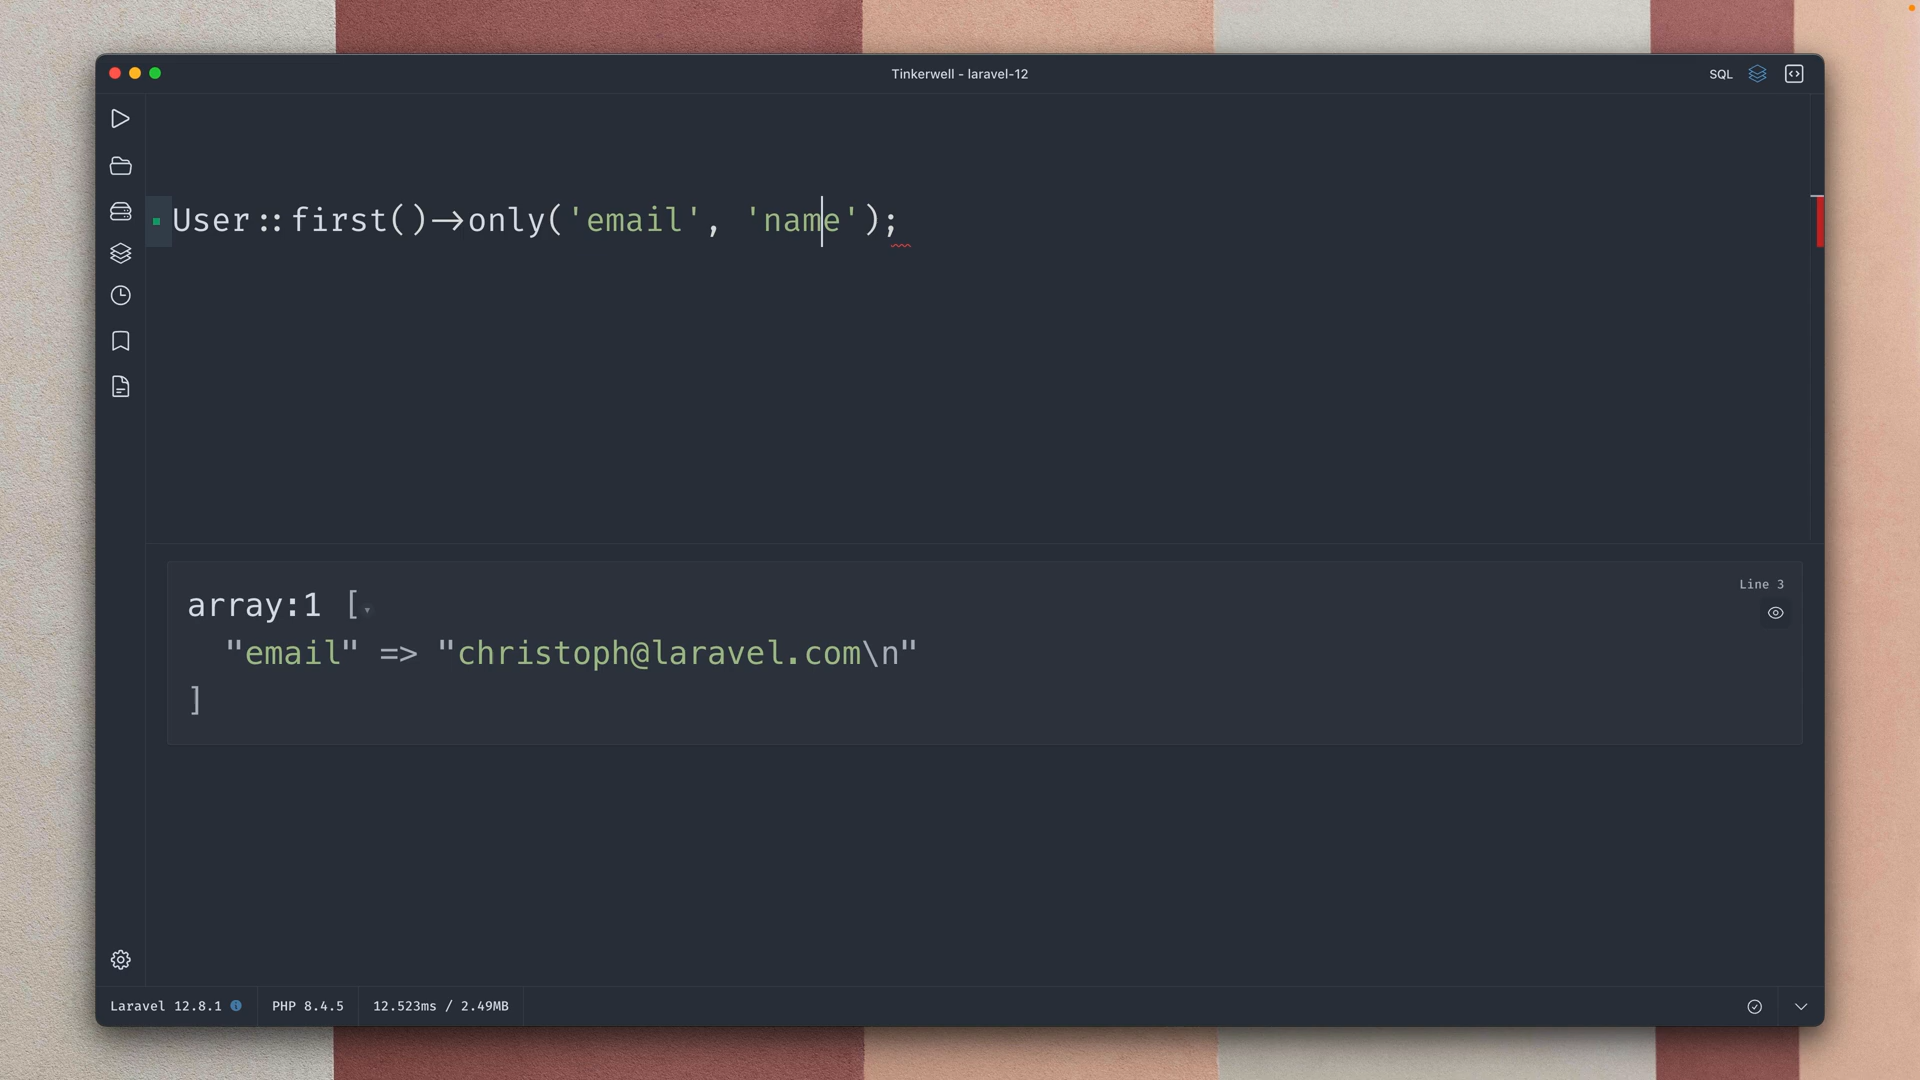 Tinkerwell - laravel-12
SQL
User::first()->only('email', 'name');
Line 3
array:1 [
"email" => "christoph@laravel.com\n"
]
Laravel 12.8.1
PHP 8.4.5
12.523ms / 2.49MB